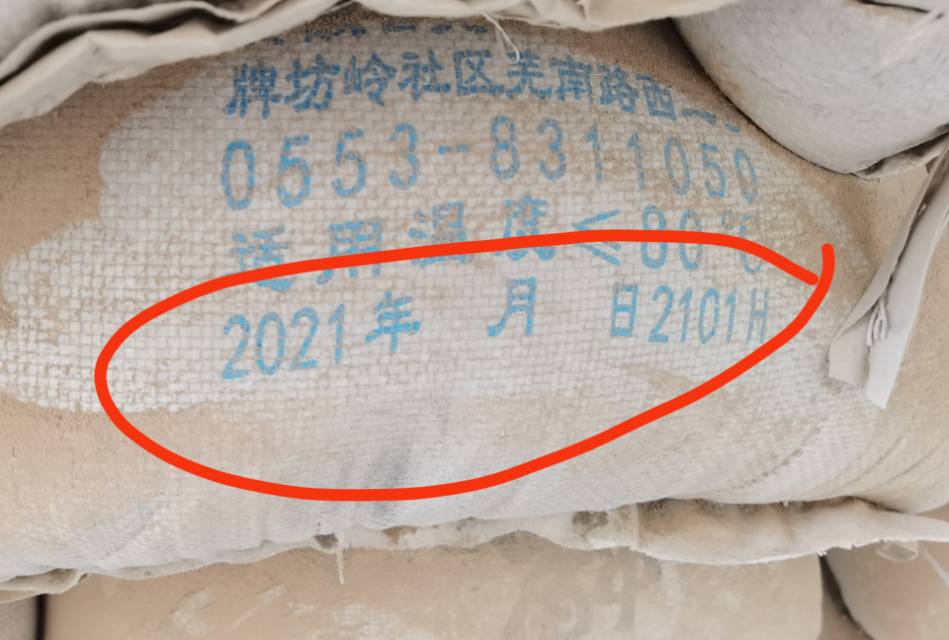 牌坊岭社区芜南路西
0553-8311050
适用温度≤80℃
2021年 月 日2101H